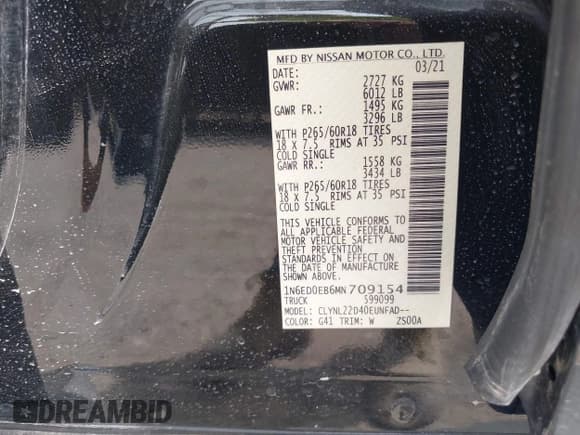 MFD BY NISSAN MOTOR CO., LTD.
DATE: 03/21
GVWR: 2727 KG
6012 LB
GAWR FR.: 1495 KG
3296 LB
WITH P265/60R18 TIRES
18 X 7.5 RIMS AT 35 PSI
COLD SINGLE
GAWR RR.: 1558 KG
3434 LB
WITH P265/60R18 TIRES
18 X 7.5 RIMS AT 35 PSI
COLD SINGLE
THIS VEHICLE CONFORMS TO
ALL APPLICABLE FEDERAL
MOTOR VEHICLE SAFETY AND
THEFT PREVENTION
STANDARDS IN EFFECT ON
THE DATE OF MANUFACTURE
SHOWN ABOVE.
1N6ED0EB6MN709154
TRUCK 599099
MODEL: CLYNL22D40EUNFAD--
COLOR: G41 TRIM: W ZS00A
DREAMBID